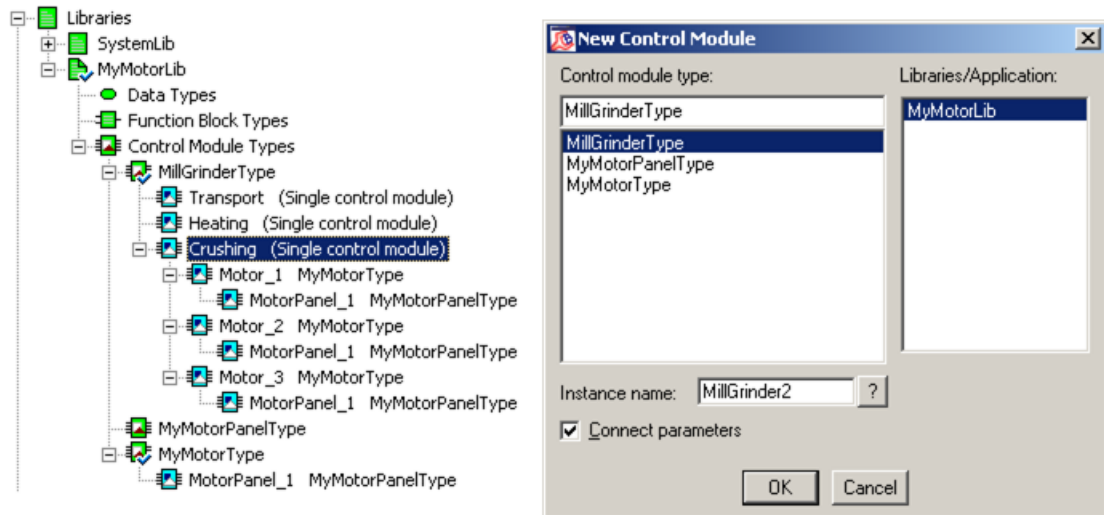 Libraries
SystemLib
MyMotorLib
Data Types
Function Block Types
Control Module Types
MillGrinderType
Transport (Single control module)
Heating (Single control module)
Crushing (Single control module)
Motor_1 MyMotorType
MotorPanel_1 MyMotorPanelType
Motor_2 MyMotorType
MotorPanel_1 MyMotorPanelType
Motor_3 MyMotorType
MotorPanel_1 MyMotorPanelType
MyMotorPanelType
MyMotorType
MotorPanel_1 MyMotorPanelType
New Control Module
Control module type:
MillGrinderType
MillGrinderType
MyMotorPanelType
MyMotorType
Libraries/Application:
MyMotorLib
Instance name: MillGrinder2 ?
Connect parameters
OK Cancel